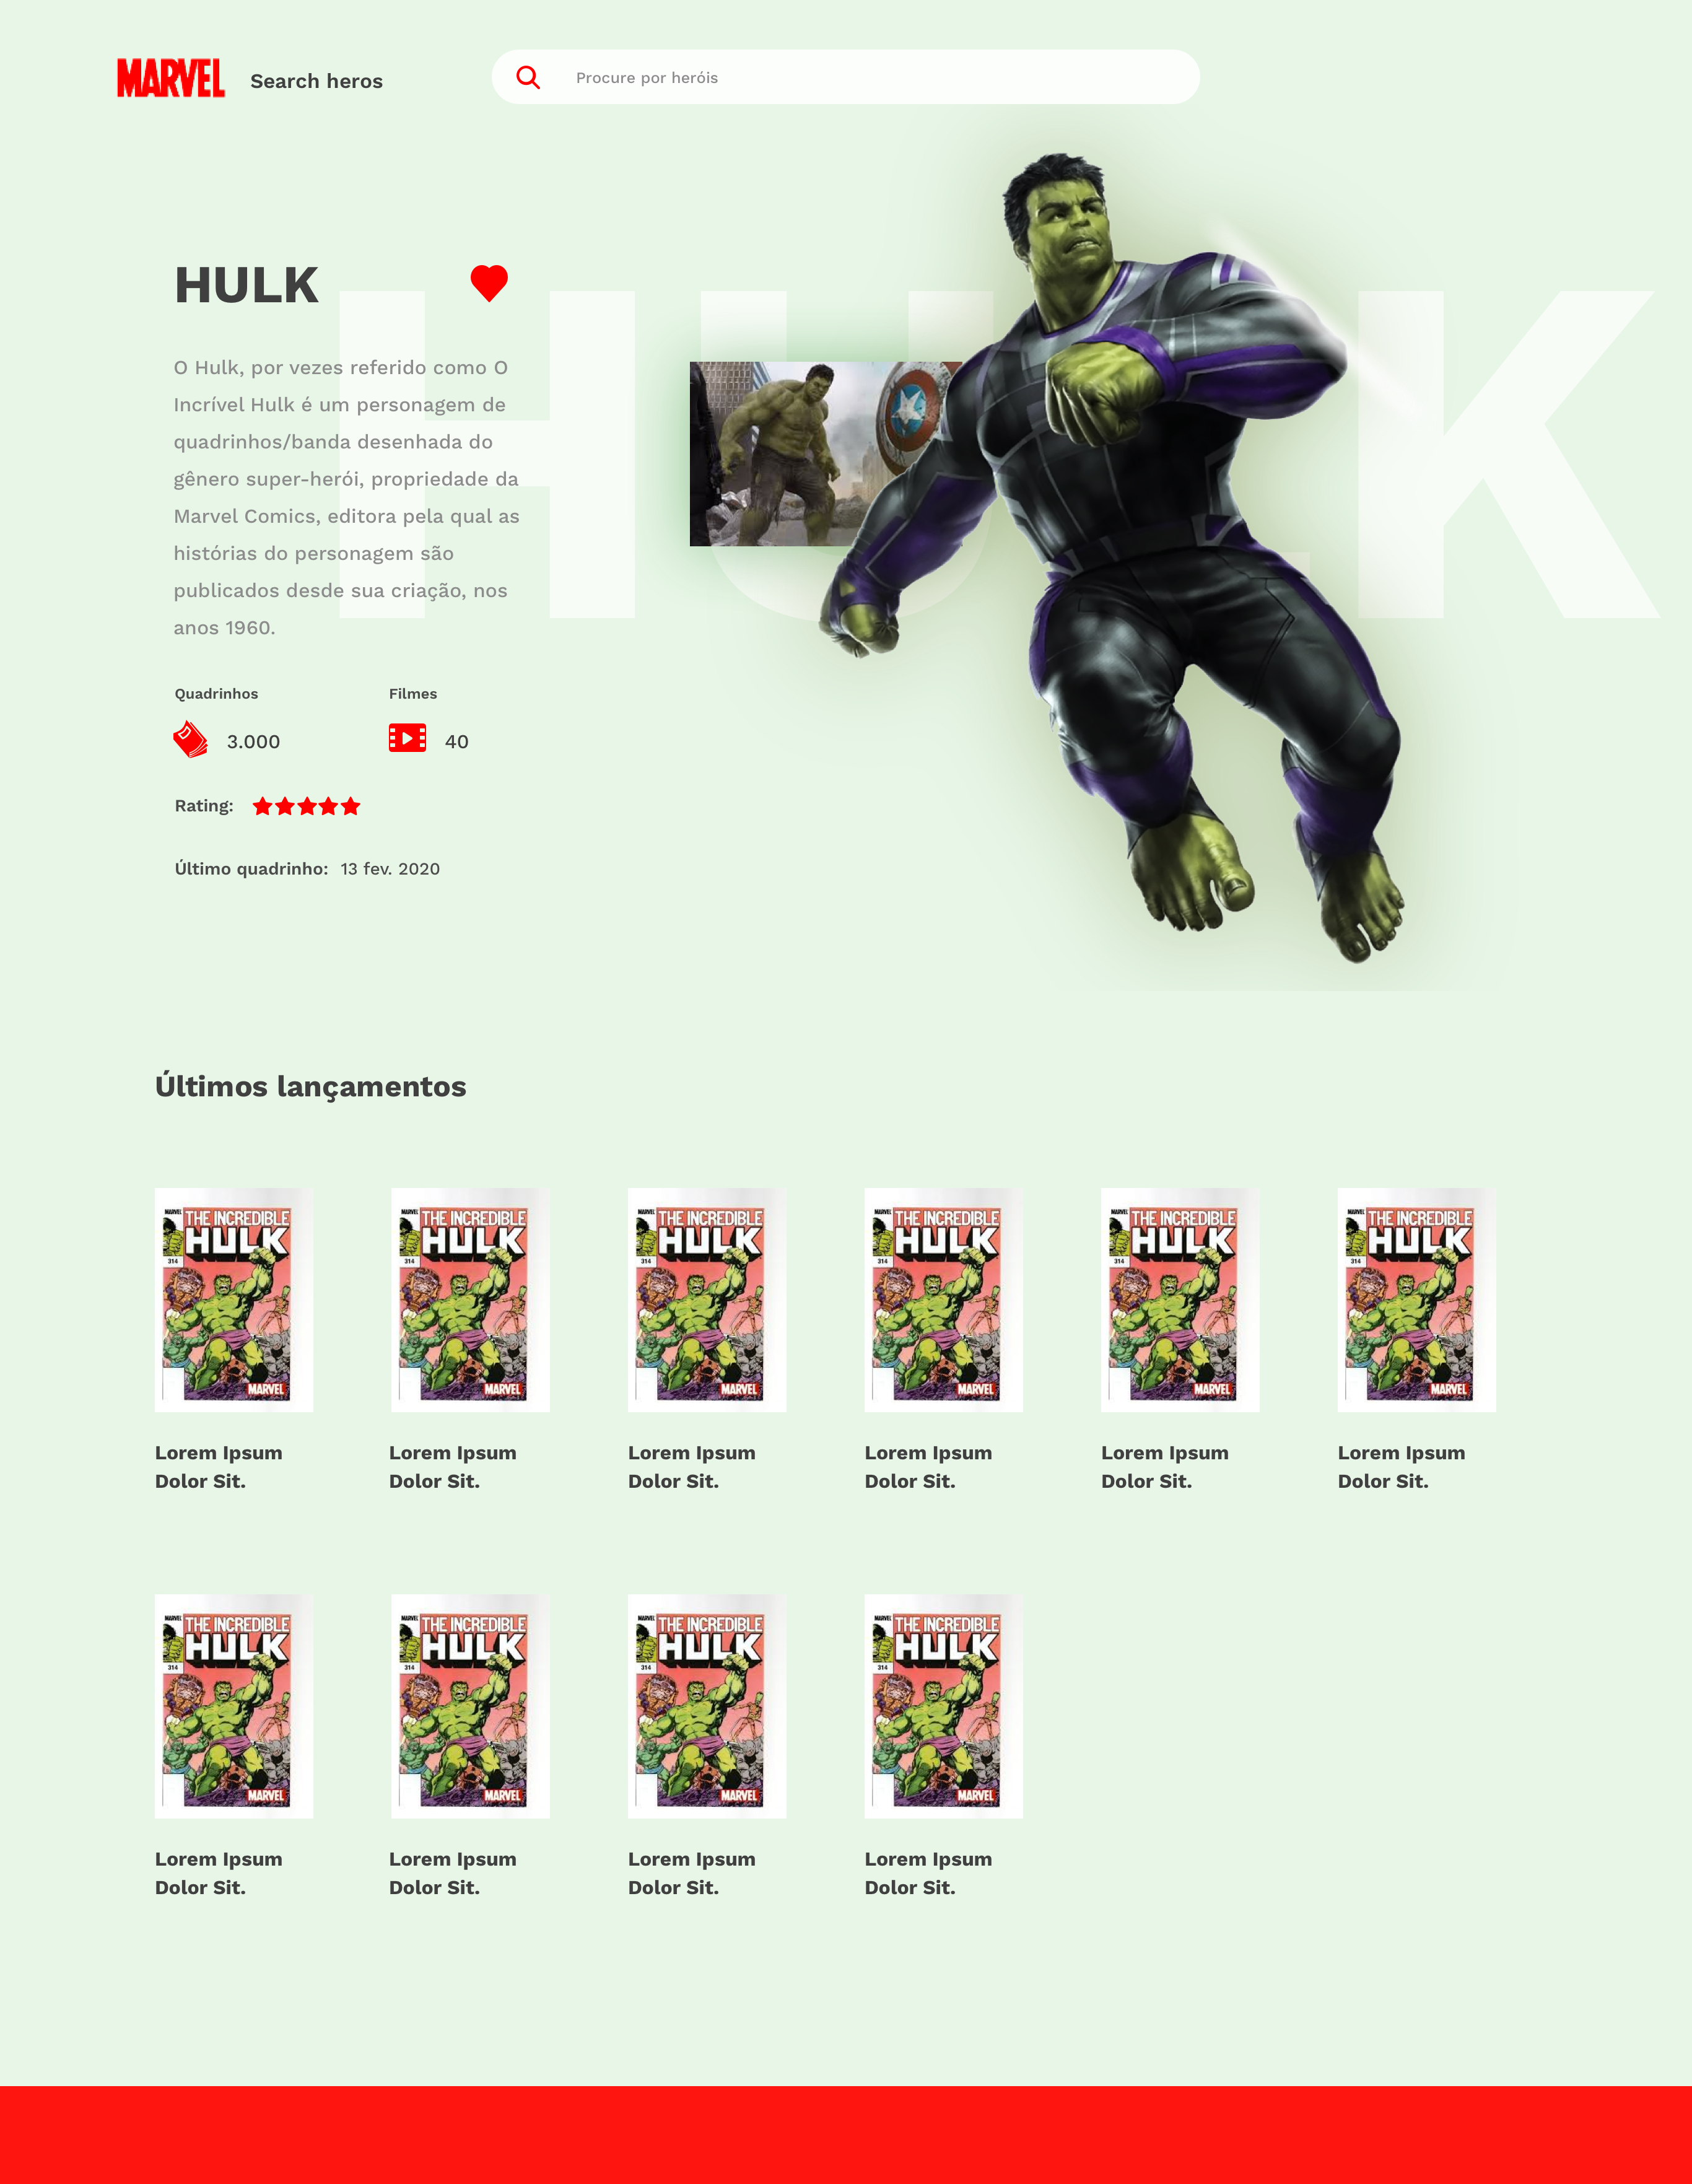 MARVEL Search heros
Procure por heróis
HULK
HULK
O Hulk, por vezes referido como O
Incrível Hulk é um personagem de
quadrinhos/banda desenhada do
gênero super-herói, propriedade da
Marvel Comics, editora pela qual as
histórias do personagem são
publicados desde sua criação, nos
anos 1960.
Quadrinhos
3.000
Filmes
40
Rating:
Último quadrinho: 13 fev. 2020
Últimos lançamentos
MARVEL
THE INCREDIBLE
HULK
314
MARVEL
Lorem Ipsum
Dolor Sit.
MARVEL
THE INCREDIBLE
HULK
314
MARVEL
Lorem Ipsum
Dolor Sit.
MARVEL
THE INCREDIBLE
HULK
314
MARVEL
Lorem Ipsum
Dolor Sit.
MARVEL
THE INCREDIBLE
HULK
314
MARVEL
Lorem Ipsum
Dolor Sit.
MARVEL
THE INCREDIBLE
HULK
314
MARVEL
Lorem Ipsum
Dolor Sit.
MARVEL
THE INCREDIBLE
HULK
314
MARVEL
Lorem Ipsum
Dolor Sit.
MARVEL
THE INCREDIBLE
HULK
314
MARVEL
Lorem Ipsum
Dolor Sit.
MARVEL
THE INCREDIBLE
HULK
314
MARVEL
Lorem Ipsum
Dolor Sit.
MARVEL
THE INCREDIBLE
HULK
314
MARVEL
Lorem Ipsum
Dolor Sit.
MARVEL
THE INCREDIBLE
HULK
314
MARVEL
Lorem Ipsum
Dolor Sit.